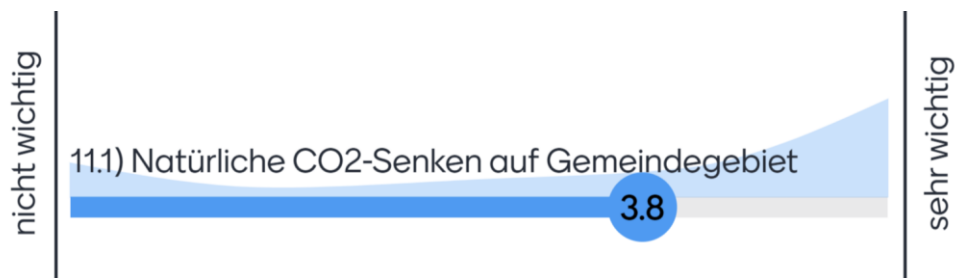 nicht wichtig
11.1) Natürliche CO2-Senken auf Gemeindegebiet
3.8
sehr wichtig